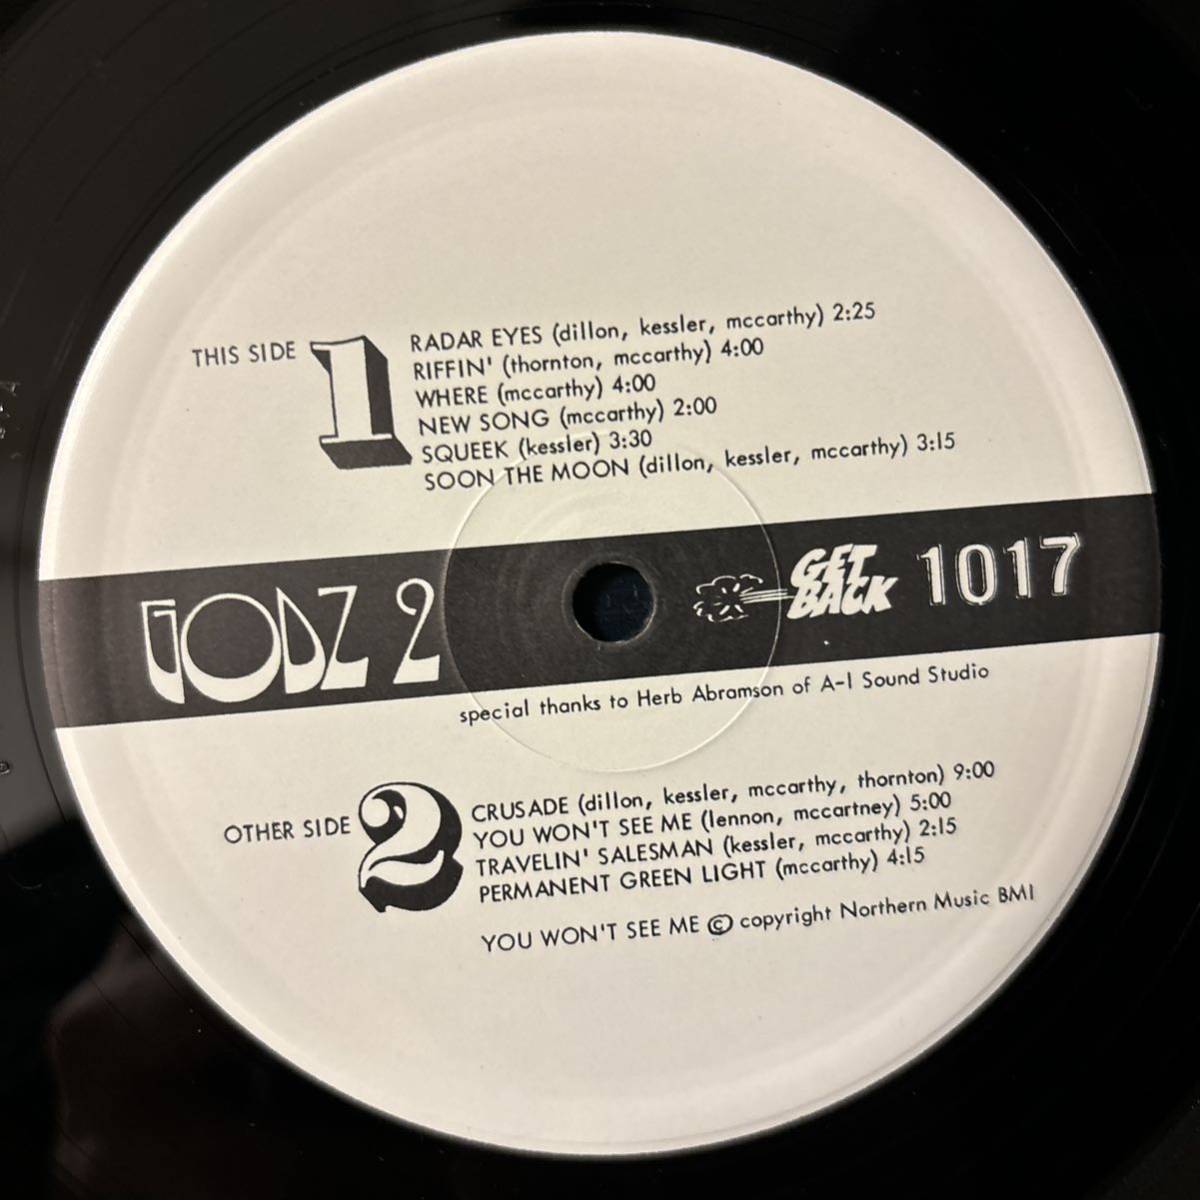 THIS SIDE 1
RADAR EYES (dillon, kessler, mccarthy) 2:25
RIFFIN' (thornton, mccarthy) 4:00
WHERE (mccarthy) 4:00
NEW SONG (mccarthy) 2:00
SQUEEK (kessler) 3:30
SOON THE MOON (dillon, kessler, mccarthy) 3:15
GODZ 2
GET
BACK
1017
special thanks to Herb Abramson of A-1 Sound Studio
OTHER SIDE 2
CRUSADE (dillon, kessler, mccarthy, thornton) 9:00
YOU WON'T SEE ME (lennon, mccartney) 5:00
TRAVELIN' SALESMAN (kessler, mccarthy) 2:15
PERMANENT GREEN LIGHT (mccarthy) 4:15
YOU WON'T SEE ME © copyright Northern Music BMI